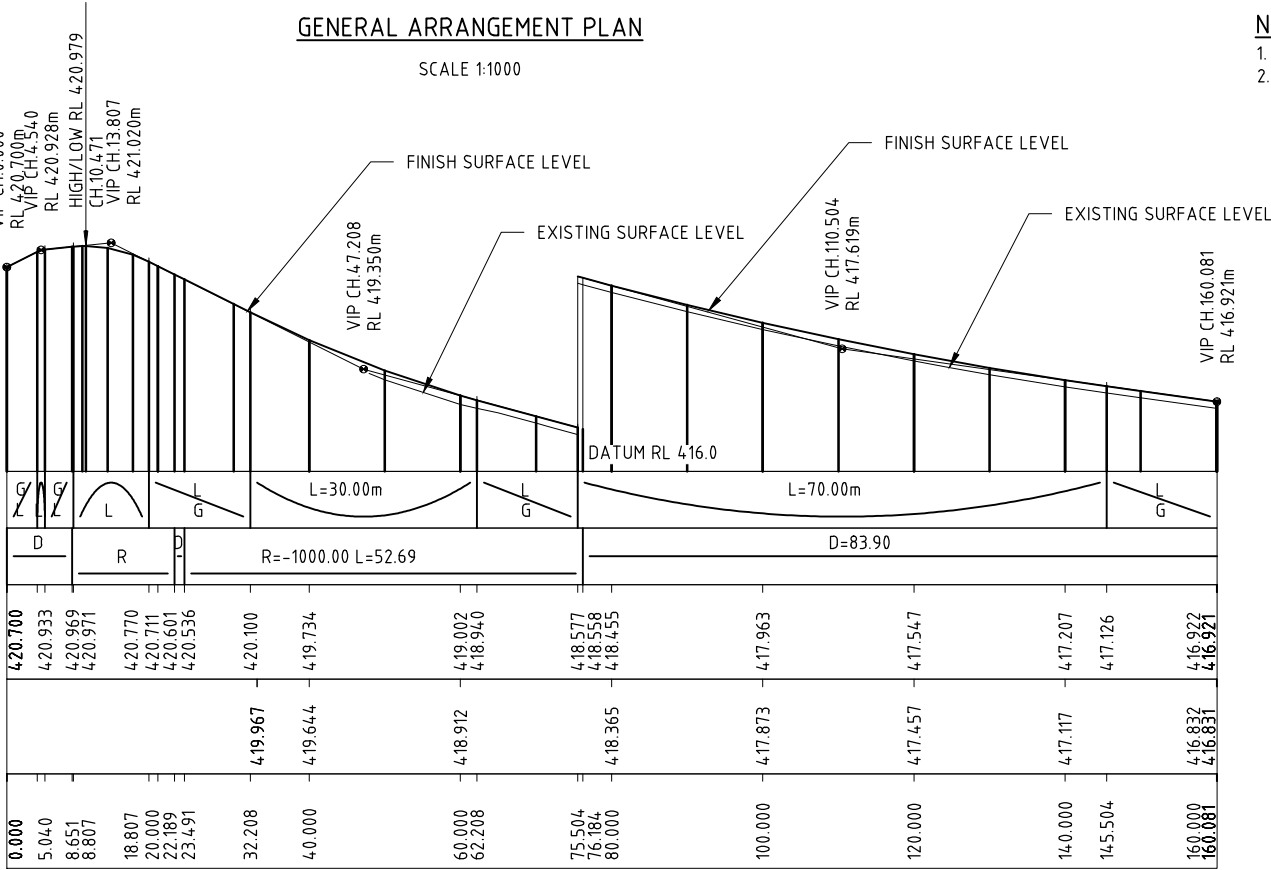 GENERAL ARRANGEMENT PLAN
SCALE 1:1000
N
1.
2.
RL 420.700m
VIP CH.4.540
RL 420.928m
HIGH/LOW RL 420.979
CH.10.471
VIP CH.13.807
RL 421.020m
FINISH SURFACE LEVEL
VIP CH.47.208
RL 419.350m
EXISTING SURFACE LEVEL
FINISH SURFACE LEVEL
VIP CH.110.504
RL 417.619m
EXISTING SURFACE LEVEL
VIP CH.160.081
RL 416.921m
DATUM RL 416.0
G
L
L
G
L
L
L
G
L=30.00m
L
G
L=70.00m
L
G
D
R
D
R=-1000.00 L=52.69
D=83.90
420.700
420.933
420.969
420.971
420.770
420.711
420.601
420.536
420.100
419.734
419.002
418.940
418.577
418.558
418.455
417.963
417.547
417.207
417.126
416.922
416.921
419.967
419.644
418.912
418.365
417.873
417.457
417.117
416.832
416.831
0.000
5.040
8.651
8.807
18.807
20.000
22.189
23.491
32.208
40.000
60.000
62.208
75.504
76.184
80.000
100.000
120.000
140.000
145.504
160.000
160.081